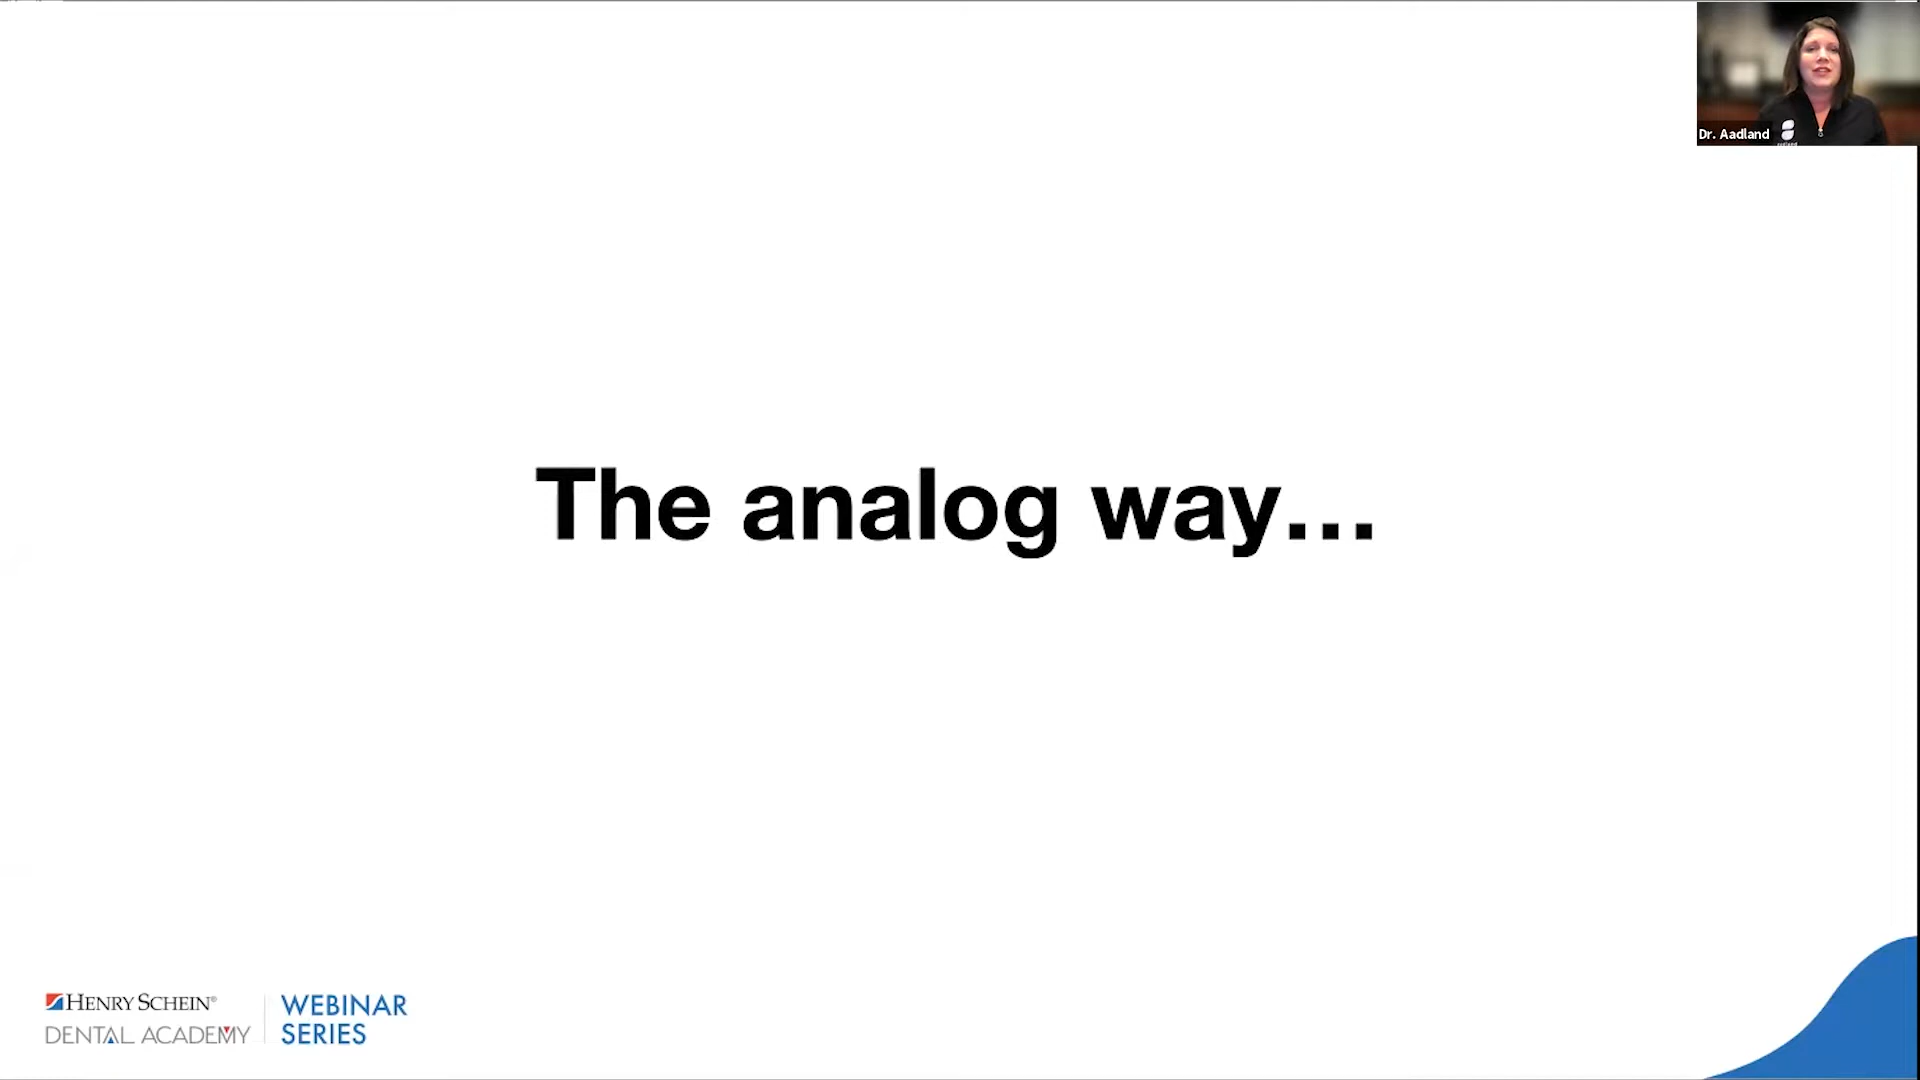 Dr. Aadland
The analog way...
HENRY SCHEIN®
DENTAL ACADEMY
WEBINAR
SERIES